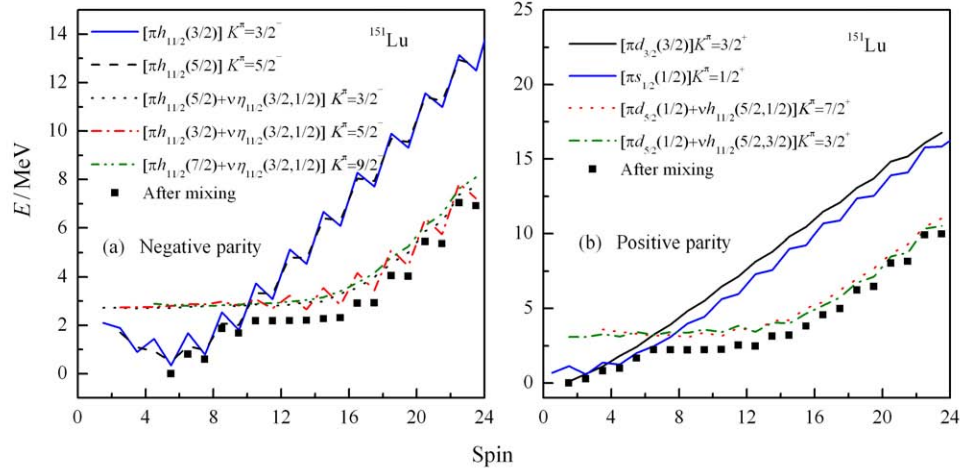 14
12
10
8
6
4
2
0
E/MeV
[πh11/2(3/2)] Kπ=3/2−
[πh11/2(5/2)] Kπ=5/2−
[πh11/2(5/2)+νη11/2(3/2,1/2)] Kπ=3/2−
[πh11/2(3/2)+νη11/2(3/2,1/2)] Kπ=5/2−
[πh11/2(7/2)+νη11/2(3/2,1/2)] Kπ=9/2−
After mixing
151Lu
(a) Negative parity
0 4 8 12 16 20 24
25
20
15
10
5
0
151Lu
[πd3/2(3/2)]Kπ=3/2+
[πs1/2(1/2)]Kπ=1/2+
[πd5/2(1/2)+νh11/2(5/2,1/2)]Kπ=7/2+
[πd5/2(1/2)+νh11/2(5/2,3/2)]Kπ=3/2+
After mixing
(b) Positive parity
0 4 8 12 16 20 24
Spin